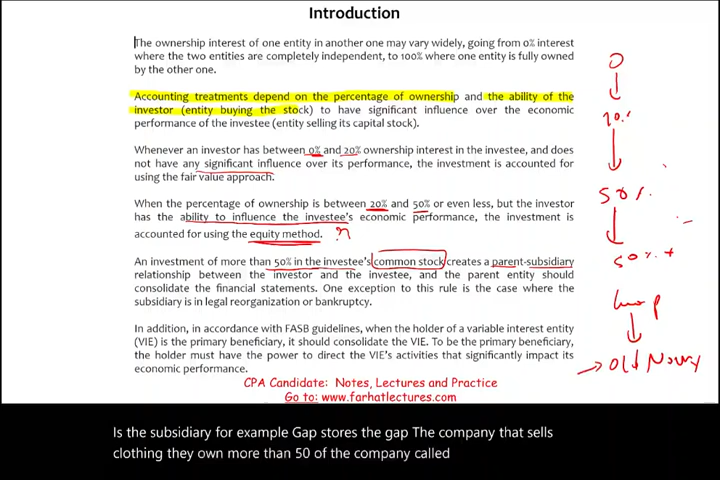 Introduction
The ownership interest of one entity in another one may vary widely, going from 0% interest
where the two entities are completely independent, to 100% where one entity is fully owned
by the other one.
Accounting treatments depend on the percentage of ownership and the ability of the
investor (entity buying the stock) to have significant influence over the economic
performance of the investee (entity selling its capital stock).
Whenever an investor has between 0% and 20% ownership interest in the investee, and does
not have any significant influence over its performance, the investment is accounted for
using the fair value approach.
When the percentage of ownership is between 20% and 50% or even less, but the investor
has the ability to influence the investee's economic performance, the investment is
accounted for using the equity method.
An investment of more than 50% in the investee's common stock creates a parent-subsidiary
relationship between the investor and the investee, and the parent entity should
consolidate the financial statements. One exception to this rule is the case where the
subsidiary is in legal reorganization or bankruptcy.
In addition, in accordance with FASB guidelines, when the holder of a variable interest entity
(VIE) is the primary beneficiary, it should consolidate the VIE. To be the primary beneficiary,
the holder must have the power to direct the VIE's activities that significantly impact its
economic performance.
CPA Candidate: Notes, Lectures and Practice
Go to: www.farhatlectures.com
0
50%
50%+
Gap
Old Navy
Is the subsidiary for example Gap stores the gap The company that sells
clothing they own more than 50 of the company called